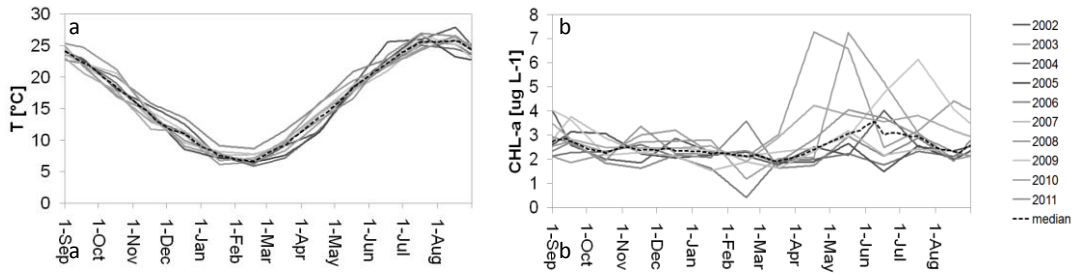 a
T [°C]
30
25
20
15
10
5
0
1-Sep
1-Oct
1-Nov
1-Dec
1-Jan
1-Feb
1-Mar
1-Apr
1-May
1-Jun
1-Jul
1-Aug
a
b
CHL-a [ug L-1]
8
7
6
5
4
3
2
1
0
1-Sep
1-Oct
1-Nov
1-Dec
1-Jan
1-Feb
1-Mar
1-Apr
1-May
1-Jun
1-Jul
1-Aug
b
2002
2003
2004
2005
2006
2007
2008
2009
2010
2011
median